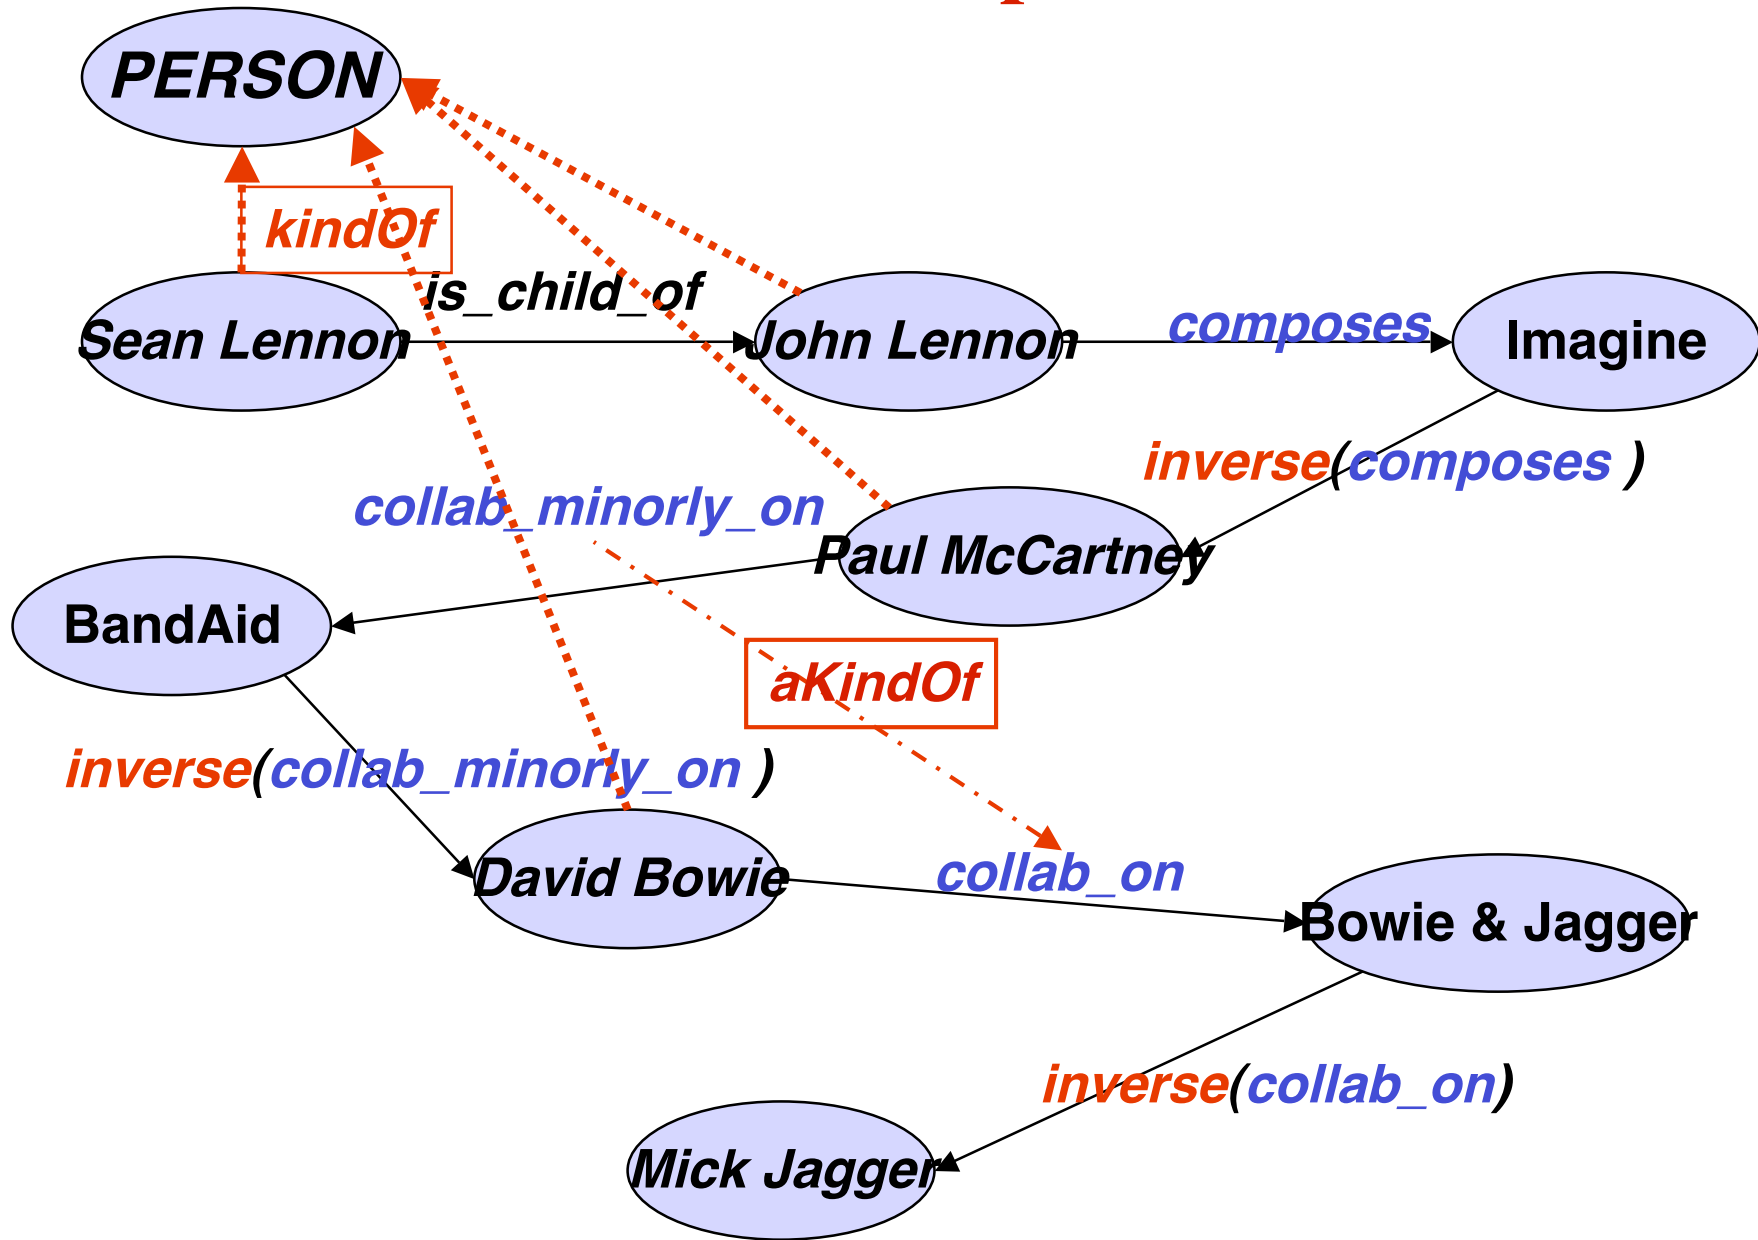 PERSON
kindOf
is_child_of
Sean Lennon
John Lennon
composes
Imagine
inverse(composes )
collab_minorly_on
Paul McCartney
BandAid
aKindOf
inverse(collab_minorly_on )
David Bowie
collab_on
Bowie & Jagger
inverse(collab_on)
Mick Jagger